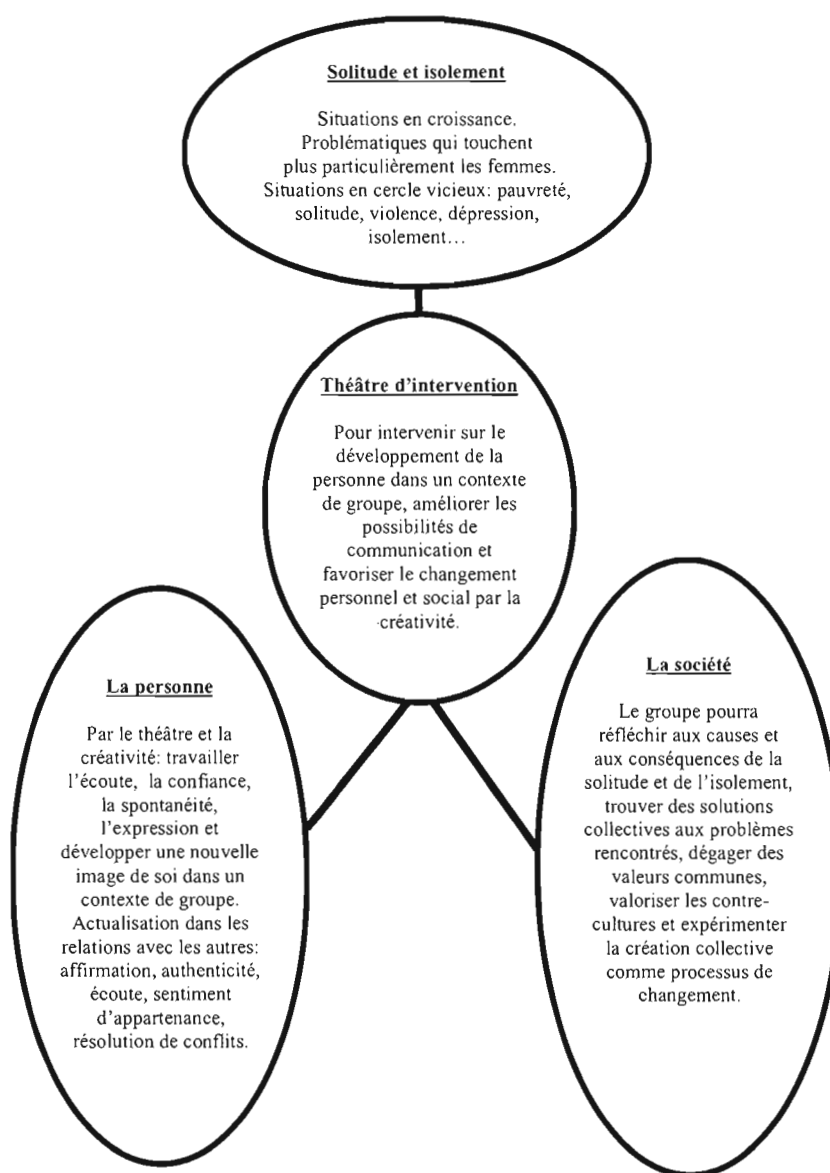 Solitude et isolement
Situations en croissance.
Problématiques qui touchent
plus particulièrement les femmes.
Situations en cercle vicieux: pauvreté,
solitude, violence, dépression,
isolement...
Théâtre d'intervention
Pour intervenir sur le
développement de la
personne dans un contexte
de groupe, améliorer les
possibilités de
communication et
favoriser le changement
personnel et social par la
créativité.
La personne
Par le théâtre et la
créativité: travailler
l'écoute, la confiance,
la spontanéité,
l'expression et
développer une nouvelle
image de soi dans un
contexte de groupe.
Actualisation dans les
relations avec les autres:
affirmation, authenticité,
écoute, sentiment
d'appartenance,
résolution de conflits.
La société
Le groupe pourra
réfléchir aux causes et
aux conséquences de la
solitude et de l'isolement,
trouver des solutions
collectives aux problèmes
rencontrés, dégager des
valeurs communes,
valoriser les contre-
cultures et expérimenter
la création collective
comme processus de
changement.